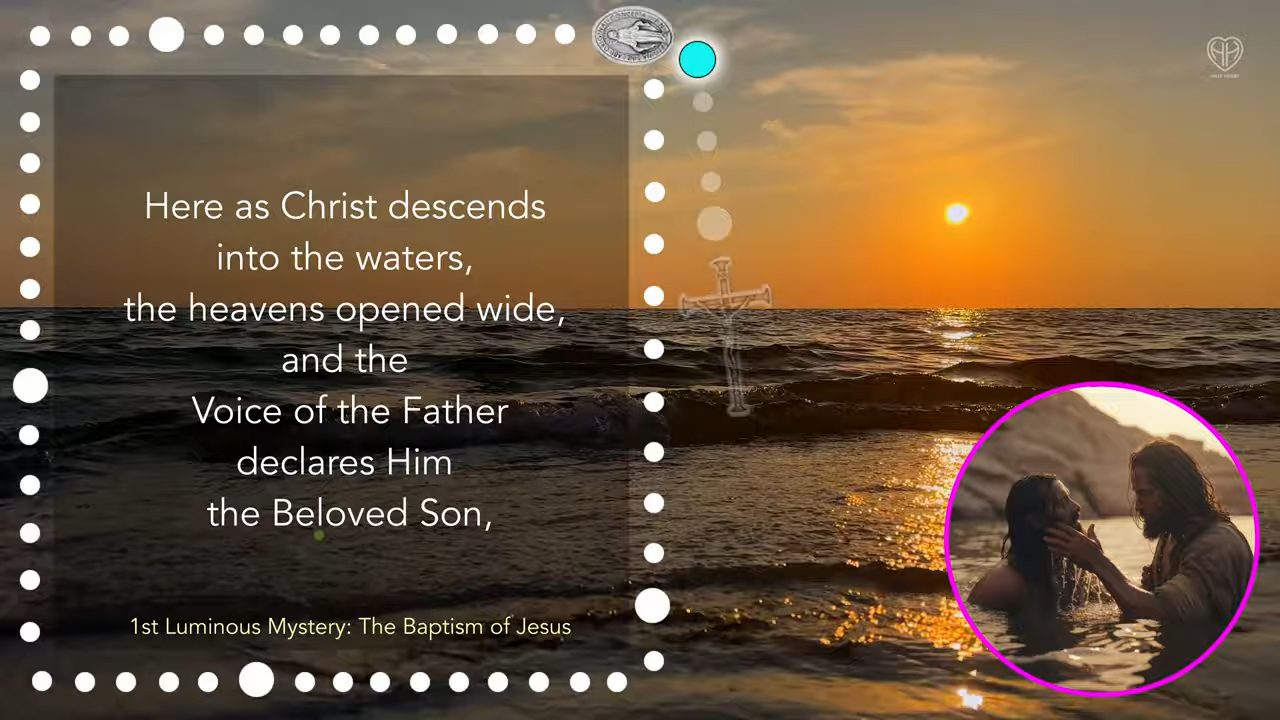 Here as Christ descends
into the waters,
the heavens opened wide,
and the
Voice of the Father
declares Him
the Beloved Son,
1st Luminous Mystery: The Baptism of Jesus